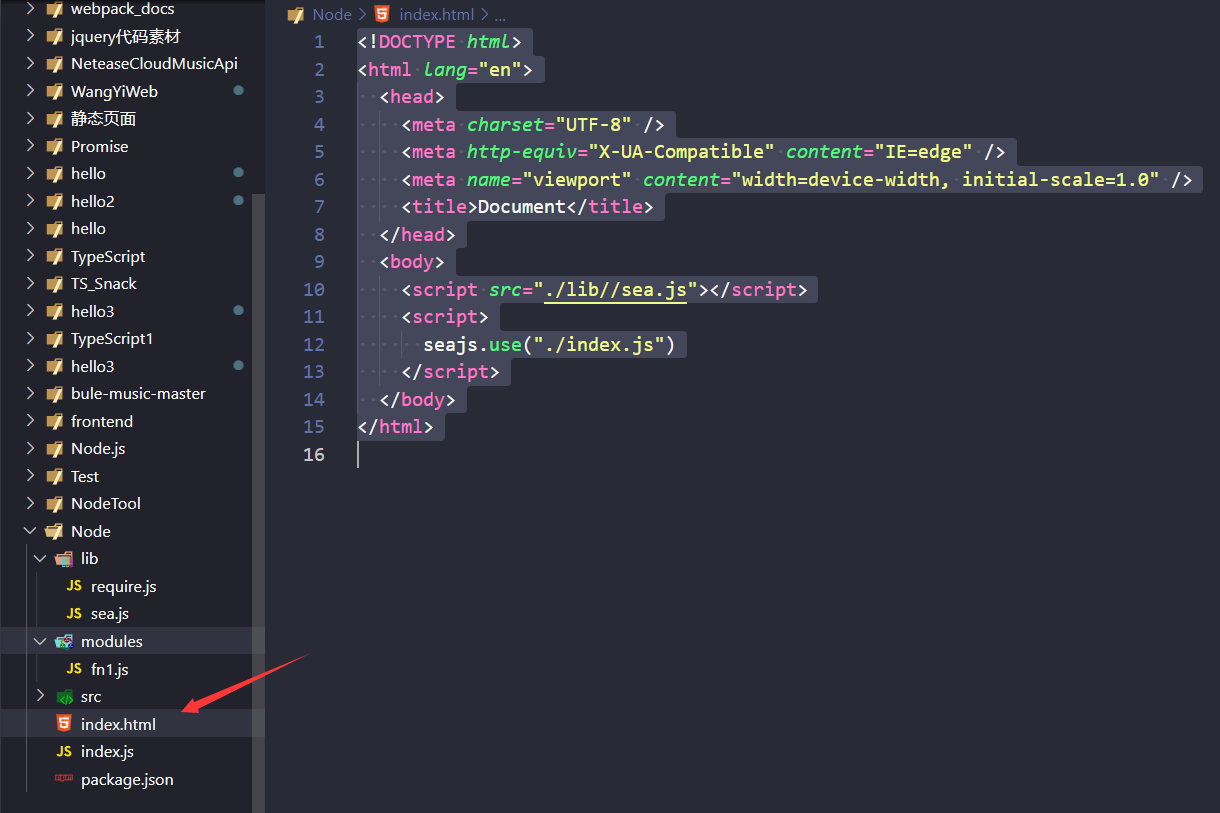 webpack_docs
jquery代码素材
NeteaseCloudMusicApi
WangYiWeb
静态页面
Promise
hello
hello2
hello
TypeScript
TS_Snack
hello3
TypeScript1
hello3
bule-music-master
frontend
Node.js
Test
NodeTool
Node
lib
JS require.js
JS sea.js
modules
JS fn1.js
src
index.html
JS index.js
package.json
Node > index.html > ...
1 <!DOCTYPE html>
2 <html lang="en">
3 <head>
4 <meta charset="UTF-8" />
5 <meta http-equiv="X-UA-Compatible" content="IE=edge" />
6 <meta name="viewport" content="width=device-width, initial-scale=1.0" />
7 <title>Document</title>
8 </head>
9 <body>
10 <script src="./lib//sea.js"></script>
11 <script>
12 seajs.use("./index.js")
13 </script>
14 </body>
15 </html>
16